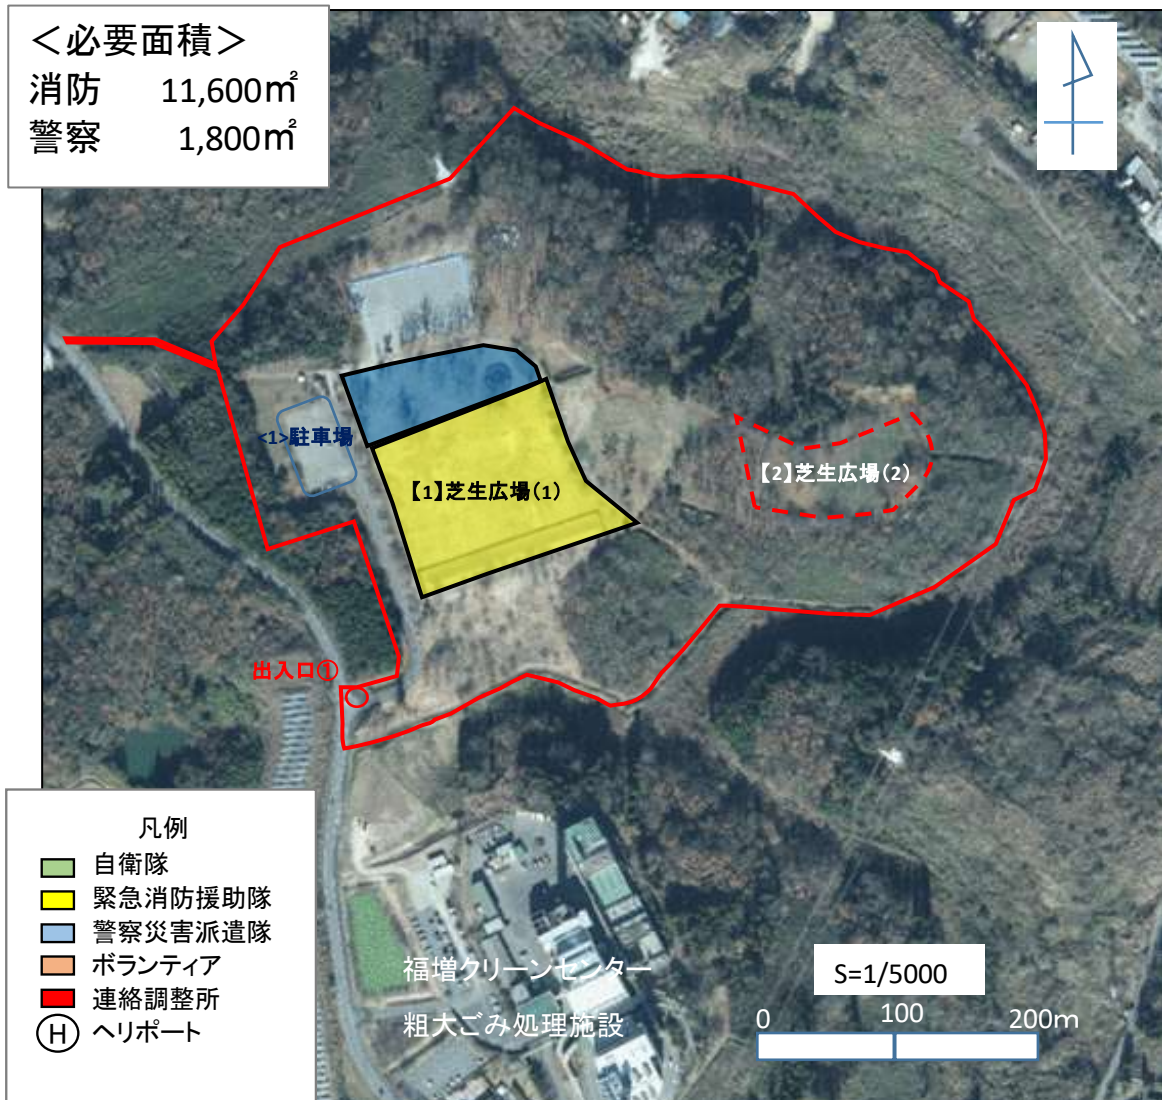 ＜必要面積＞
消防 11,600㎡
警察 1,800㎡
<1>駐車場
【1】芝生広場(1)
【2】芝生広場(2)
出入口①
凡例
自衛隊
緊急消防援助隊
警察災害派遣隊
ボランティア
連絡調整所
H ヘリポート
福増クリーンセンター
粗大ごみ処理施設
S=1/5000
0 100 200m